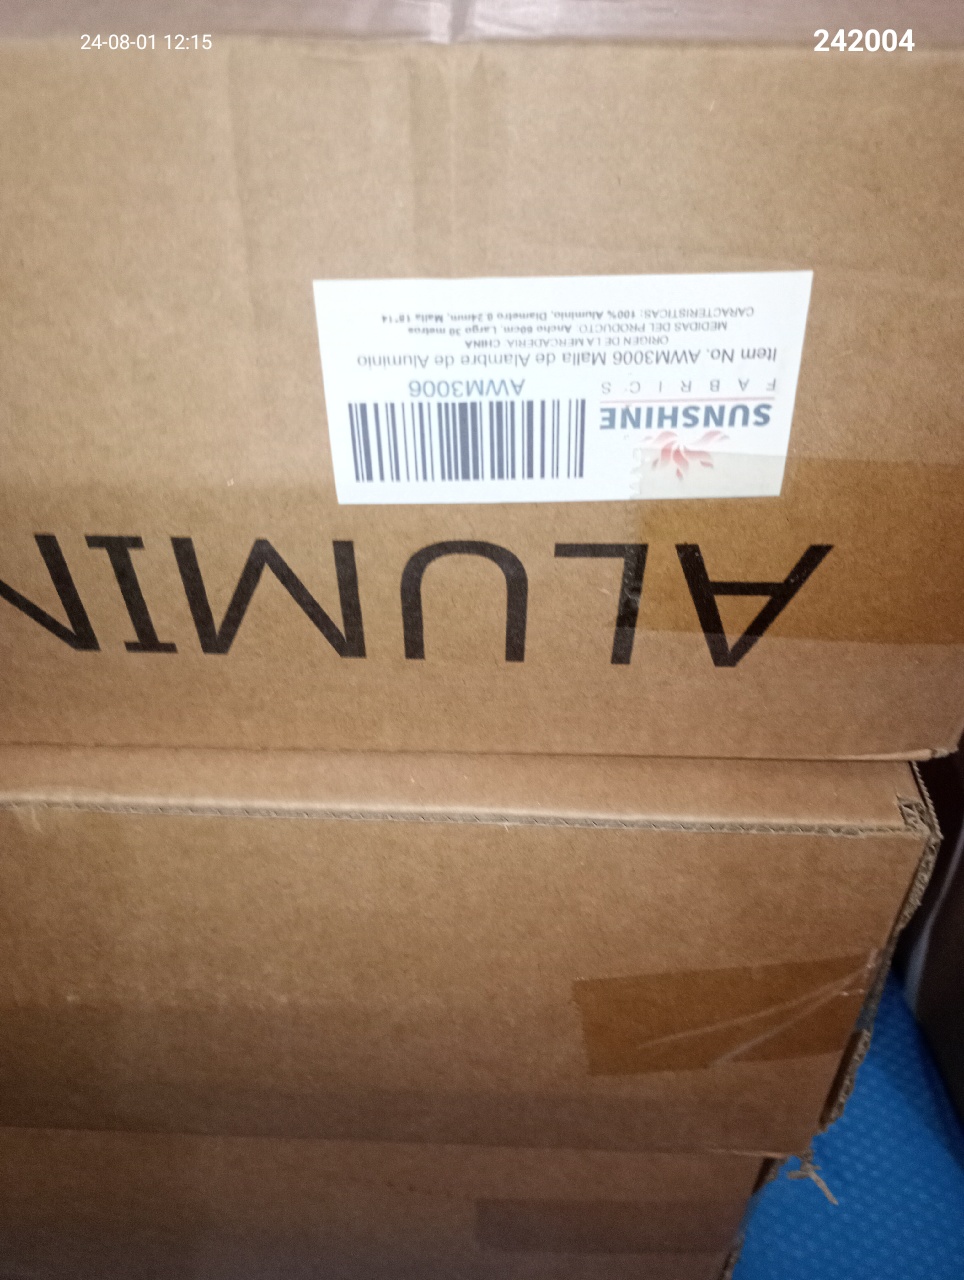 24-08-01 12:15
242004
SUNSHINE
FABRICS
AWM3006
Item No. AWM3006 Malla de Alambre de Aluminio
ORIGEN DE LA MERCADERIA: CHINA
MEDIDAS DEL PRODUCTO: Ancho 60cm, Largo 30 metros
CARACTERISTICAS: 100% Aluminio, Diametro 0.24mm, Malla 18*14
ALUMIN